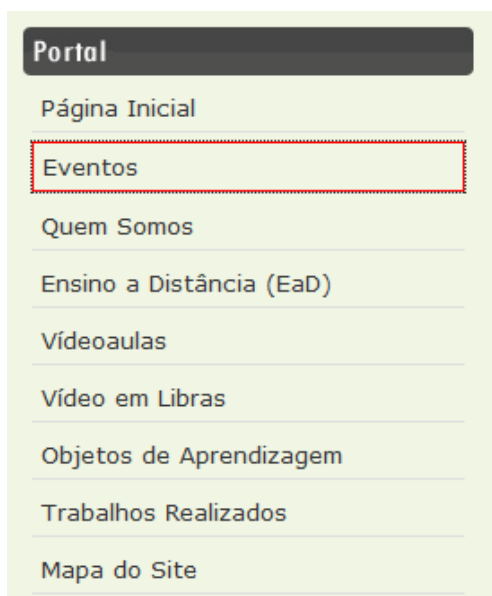 Portal
Página Inicial
Eventos
Quem Somos
Ensino a Distância (EaD)
Vídeoaulas
Vídeo em Libras
Objetos de Aprendizagem
Trabalhos Realizados
Mapa do Site